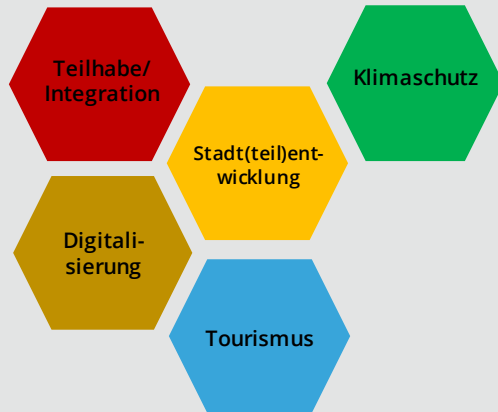 Teilhabe/
Integration
Klimaschutz
Stadt(teil)ent-
wicklung
Digitali-
sierung
Tourismus